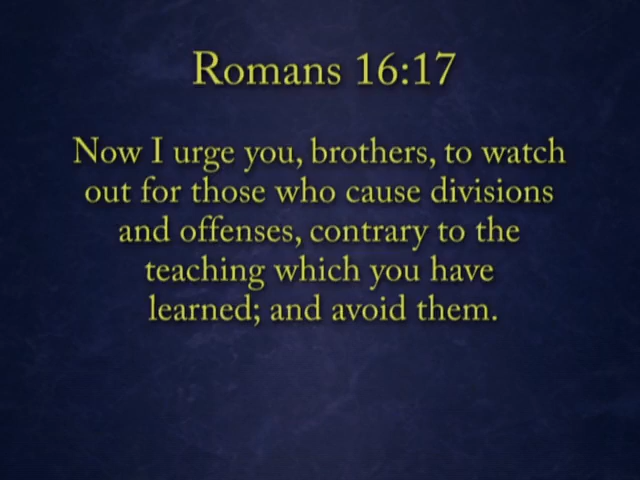 Romans 16:17
Now I urge you, brothers, to watch
out for those who cause divisions
and offenses, contrary to the
teaching which you have
learned; and avoid them.